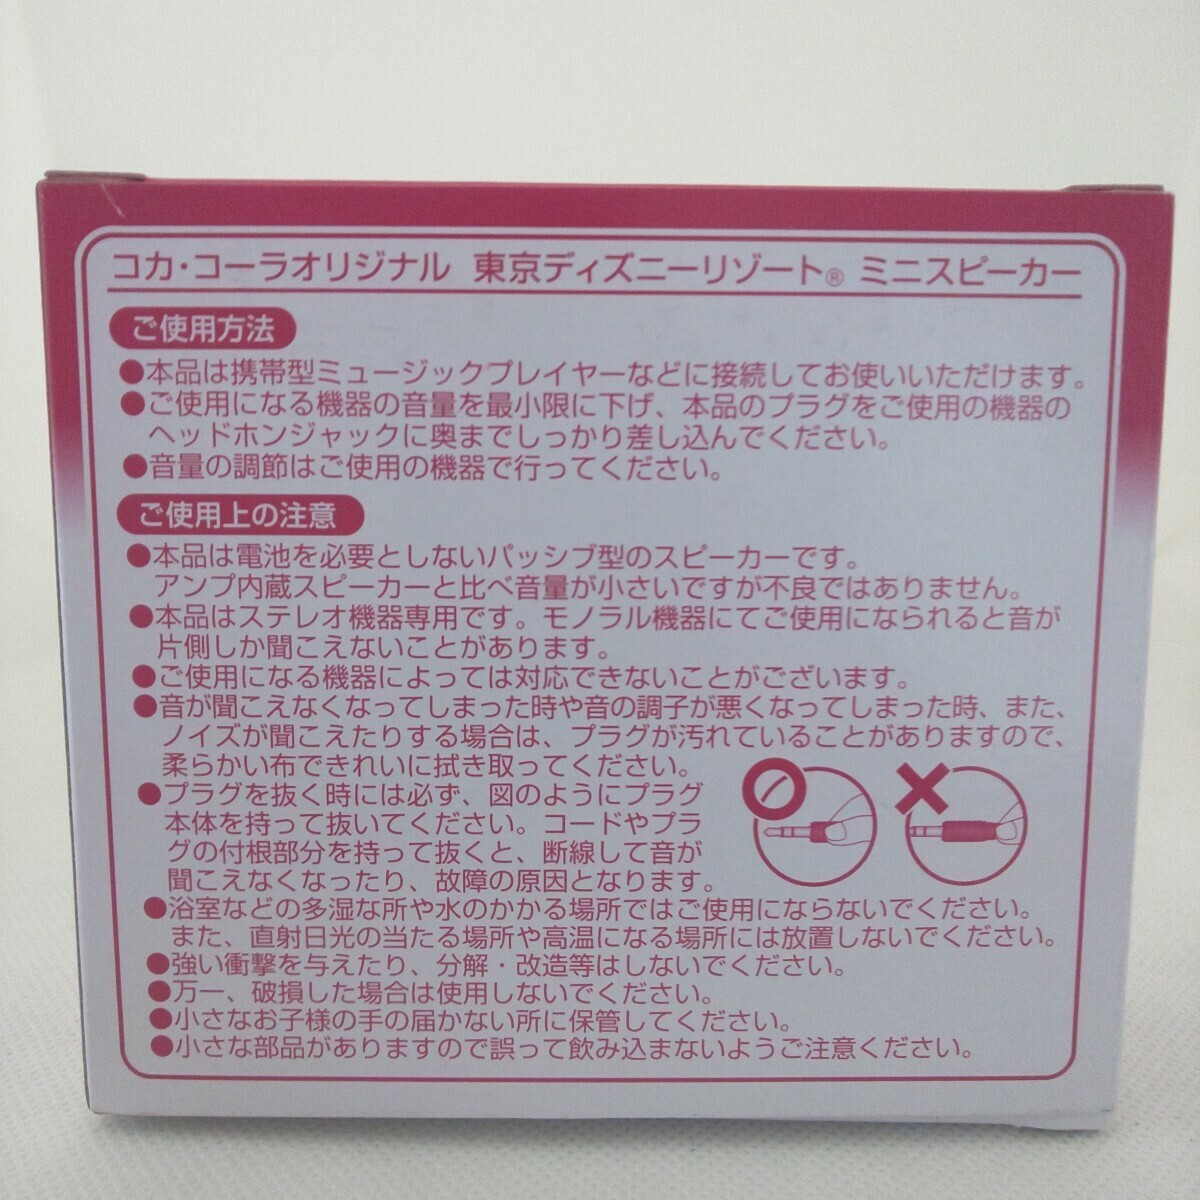 コカ・コーラオリジナル 東京ディズニーリゾート® ミニスピーカー
ご使用方法
●本品は携帯型ミュージックプレイヤーなどに接続してお使いいただけます。
●ご使用になる機器の音量を最小限に下げ、本品のプラグをご使用の機器の
ヘッドホンジャックに奥までしっかり差し込んでください。
●音量の調節はご使用の機器で行ってください。
ご使用上の注意
●本品は電池を必要としないパッシブ型のスピーカーです。
アンプ内蔵スピーカーと比べ音量が小さいですが不良ではありません。
●本品はステレオ機器専用です。モノラル機器にてご使用になられると音が
片側しか聞こえないことがあります。
●ご使用になる機器によっては対応できないことがございます。
●音が聞こえなくなってしまった時や音の調子が悪くなってしまった時、また、
ノイズが聞こえたりする場合は、プラグが汚れていることがありますので、
柔らかい布できれいに拭き取ってください。
●プラグを抜く時には必ず、図のようにプラグ
本体を持って抜いてください。コードやプラ
グの付根部分を持って抜くと、断線して音が
聞こえなくなったり、故障の原因となります。
●浴室などの多湿な所や水のかかる場所ではご使用にならないでください。
また、直射日光の当たる場所や高温になる場所には放置しないでください。
●強い衝撃を与えたり、分解・改造等はしないでください。
●万一、破損した場合は使用しないでください。
●小さなお子様の手の届かない所に保管してください。
●小さな部品がありますので誤って飲み込まないようご注意ください。